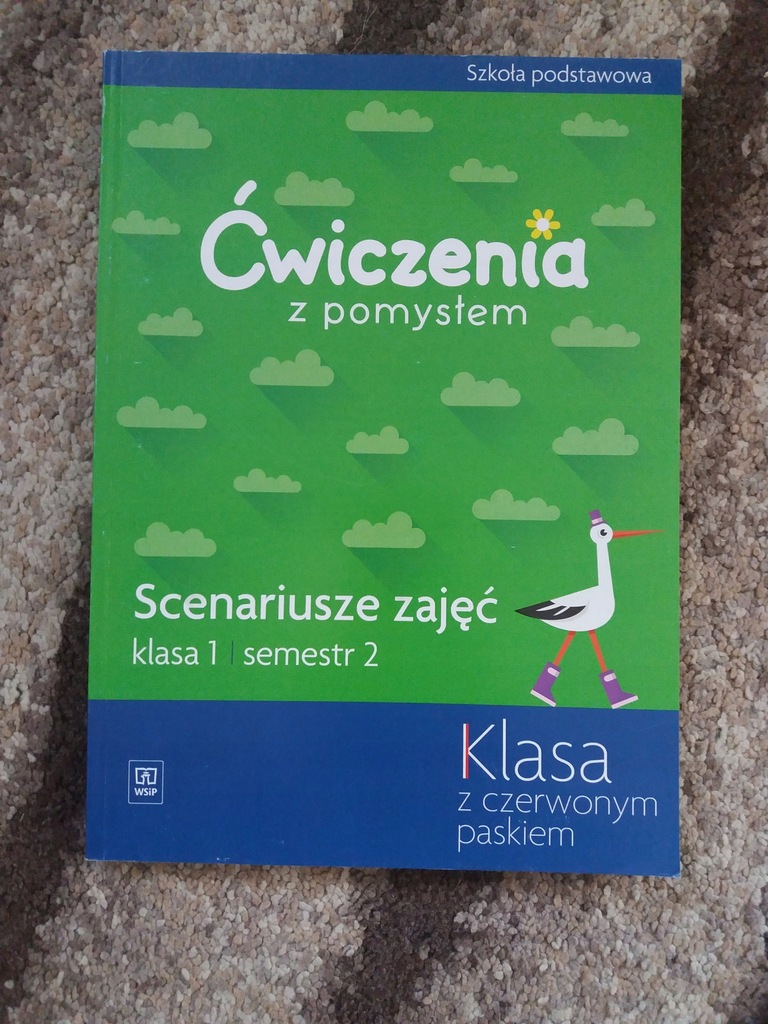 Szkoła podstawowa
Ćwiczenia
z pomysłem
Scenariusze zajęć
klasa 1 | semestr 2
WSiP
Klasa
z czerwonym
paskiem